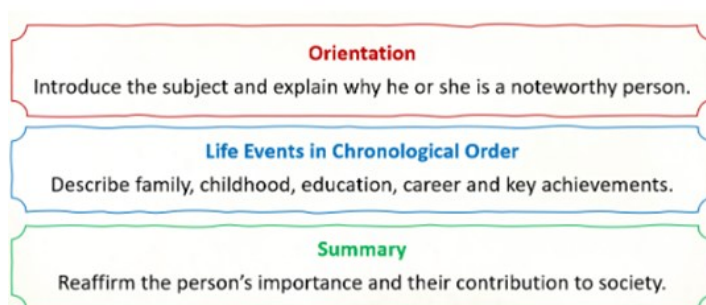 Orientation
Introduce the subject and explain why he or she is a noteworthy person.
Life Events in Chronological Order
Describe family, childhood, education, career and key achievements.
Summary
Reaffirm the person's importance and their contribution to society.